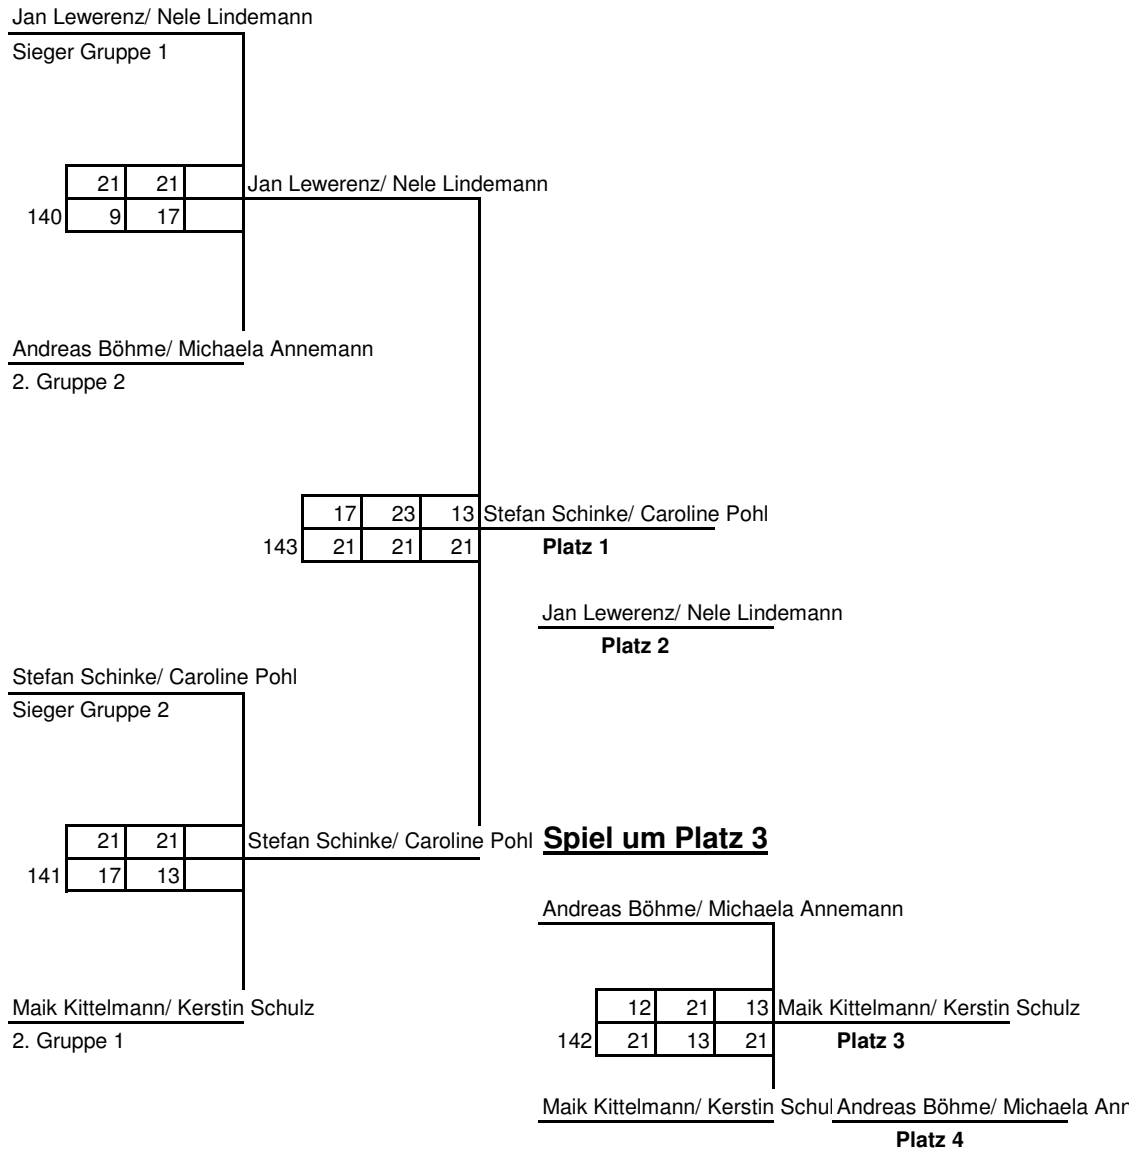 Jan Lewerenz/ Nele Lindemann
Sieger Gruppe 1
21 21 Jan Lewerenz/ Nele Lindemann
140 9 17
Andreas Böhme/ Michaela Annemann
2. Gruppe 2
17 23 13 Stefan Schinke/ Caroline Pohl
143 21 21 21 Platz 1
Jan Lewerenz/ Nele Lindemann
Platz 2
Stefan Schinke/ Caroline Pohl
Sieger Gruppe 2
21 21 Stefan Schinke/ Caroline Pohl Spiel um Platz 3
141 17 13
Andreas Böhme/ Michaela Annemann
Maik Kittelmann/ Kerstin Schulz 12 21 13 Maik Kittelmann/ Kerstin Schulz
2. Gruppe 1 142 21 13 21 Platz 3
Maik Kittelmann/ Kerstin Schul Andreas Böhme/ Michaela Ann
Platz 4